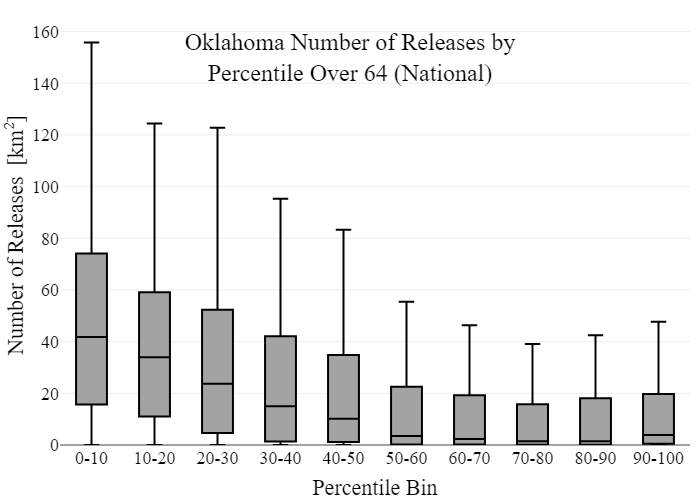 Oklahoma Number of Releases by
Percentile Over 64 (National)
Number of Releases [km²]
160
140
120
100
80
60
40
20
0
0-10 10-20 20-30 30-40 40-50 50-60 60-70 70-80 80-90 90-100
Percentile Bin